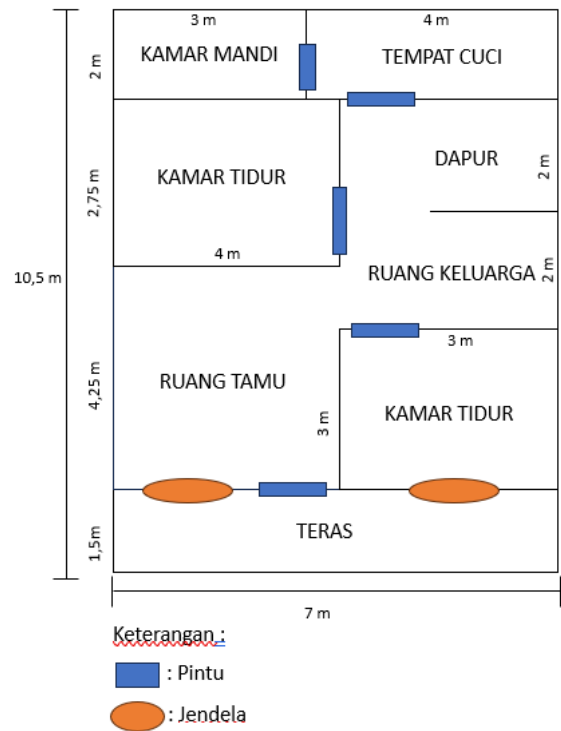 3 m
4 m
KAMAR MANDI
TEMPAT CUCI
2 m
DAPUR
KAMAR TIDUR
2 m
2,75 m
4 m
RUANG KELUARGA
2 m
10,5 m
3 m
RUANG TAMU
4,25 m
KAMAR TIDUR
3 m
TERAS
1,5m
7 m
Keterangan :
: Pintu
: Jendela